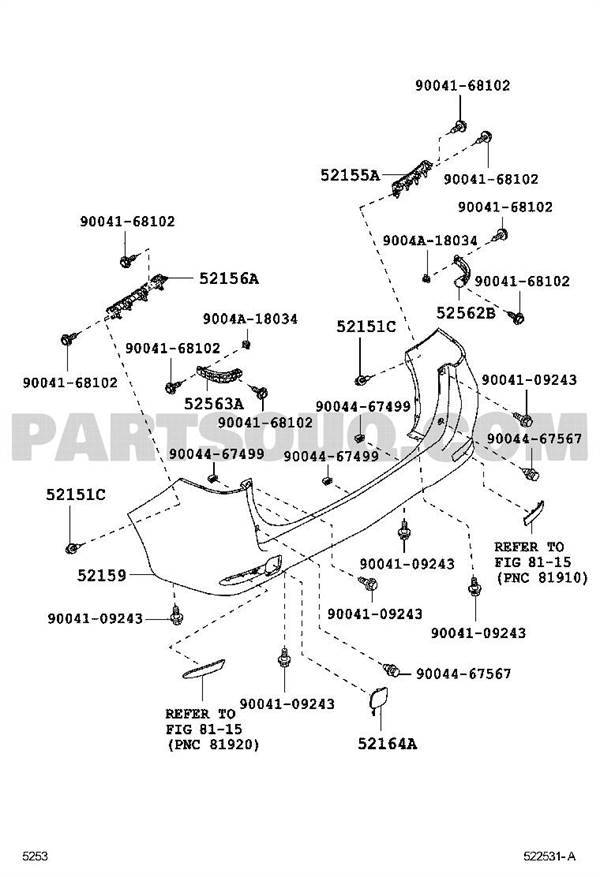 90041-68102
52155A
90041-68102
90041-68102
90041-68102
9004A-18034
52156A
90041-68102
52562B
9004A-18034
52151C
90041-68102
90041-68102
52563A
90044-67499
90041-09243
90041-68102
90044-67567
90044-67499
90044-67499
PARTSOUQ.COM
52151C
REFER TO
FIG 81-15
(PNC 81910)
52159
90041-09243
90041-09243
90041-09243
90041-09243
90044-67567
90041-09243
REFER TO
FIG 81-15
(PNC 81920)
52164A
5253
522531-A